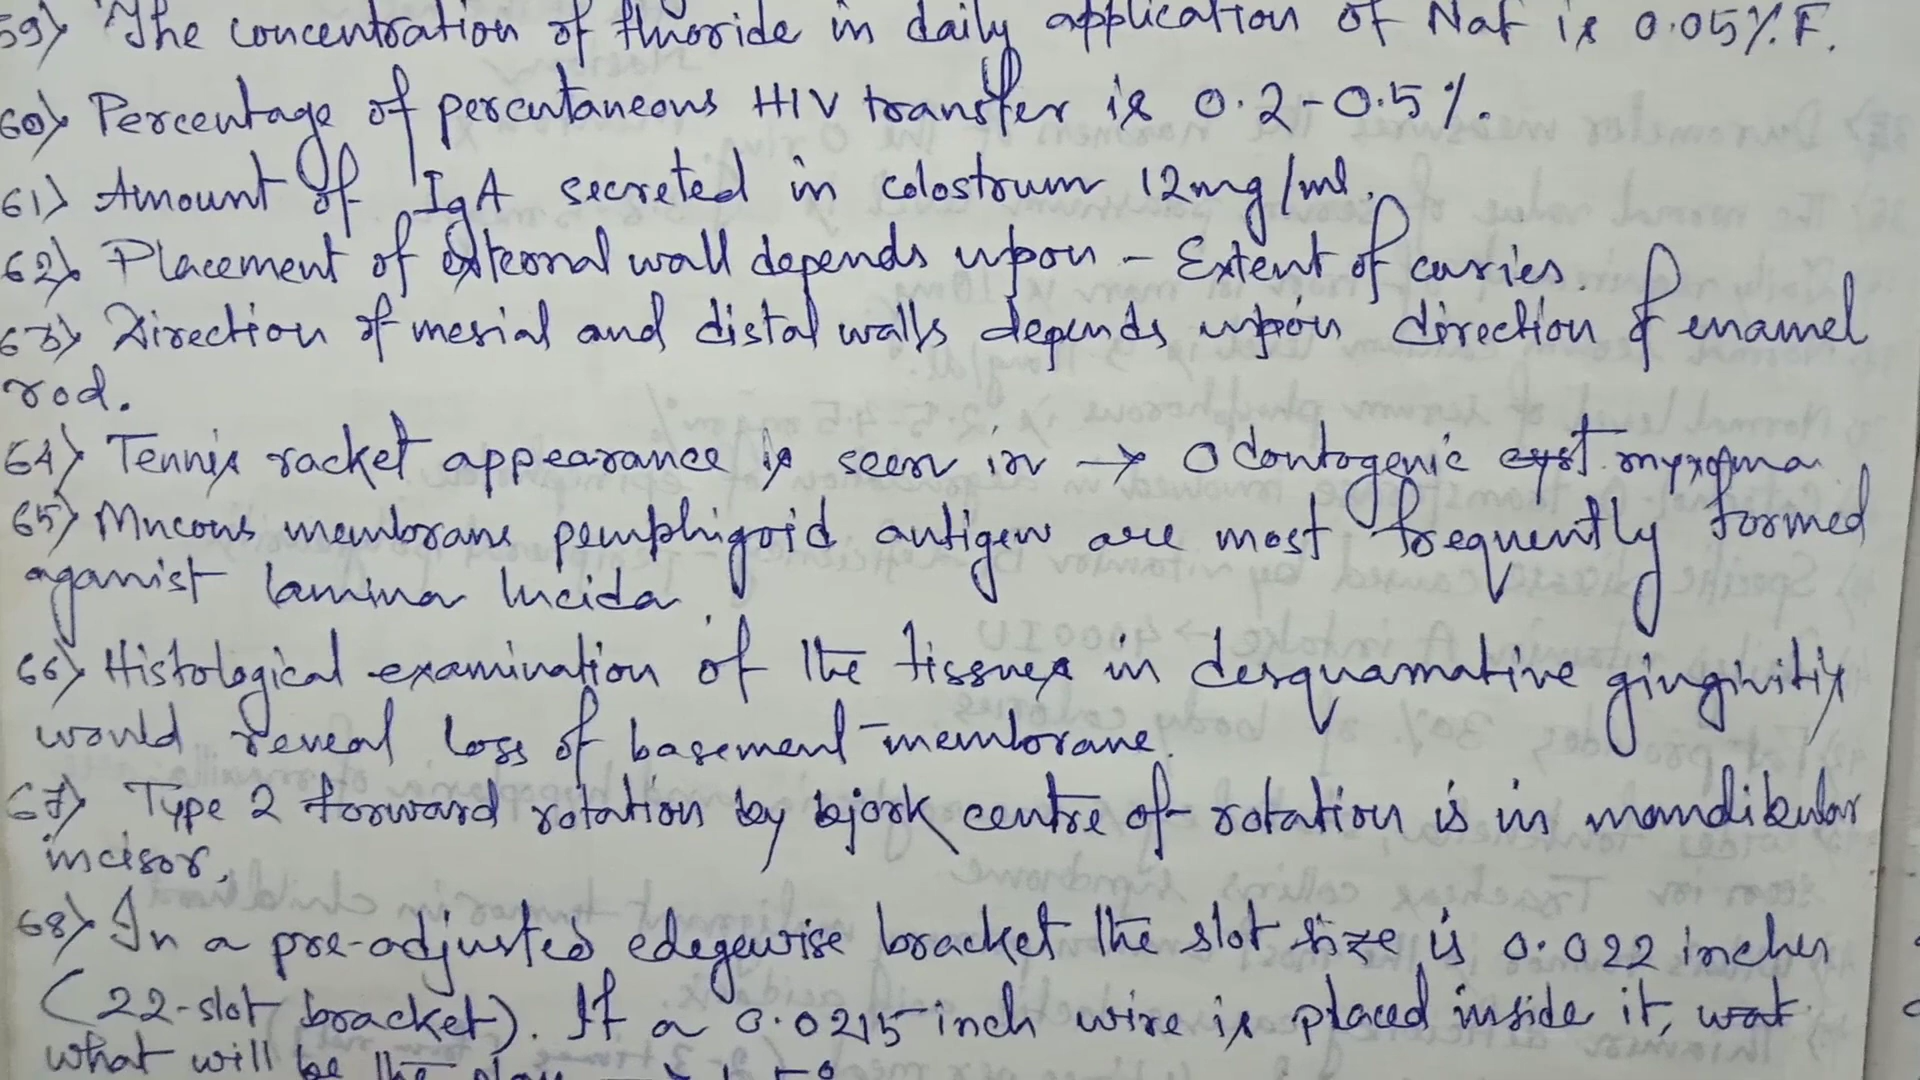 59) The concentration of fluoride in daily application of NaF is 0.05%.F.
60) Percentage of percutaneous HIV transfer is 0.2-0.5%.
61) Amount of IgA secreted in colostrum 12mg/ml.
62) Placement of external wall depends upon - Extent of caries.
63) Direction of mesial and distal walls depends upon direction of enamel
rod.
64) Tennis racket appearance is seen in → Odontogenic cyst myxoma
65) Mucous membrane pemphigoid antigen are most frequently formed
aganist lamina lucida.
66) Histological examination of the tissues in desquamative gingivitis
would reveal loss of basement membrane.
67) Type 2 forward rotation by bjork centre of rotation is in mandibular
incisor.
68) In a pre-adjusted edegewise bracket the slot size is 0.022 inches
(22-slot bracket). If a 0.0215 inch wire is placed inside it, wat
what will be the play